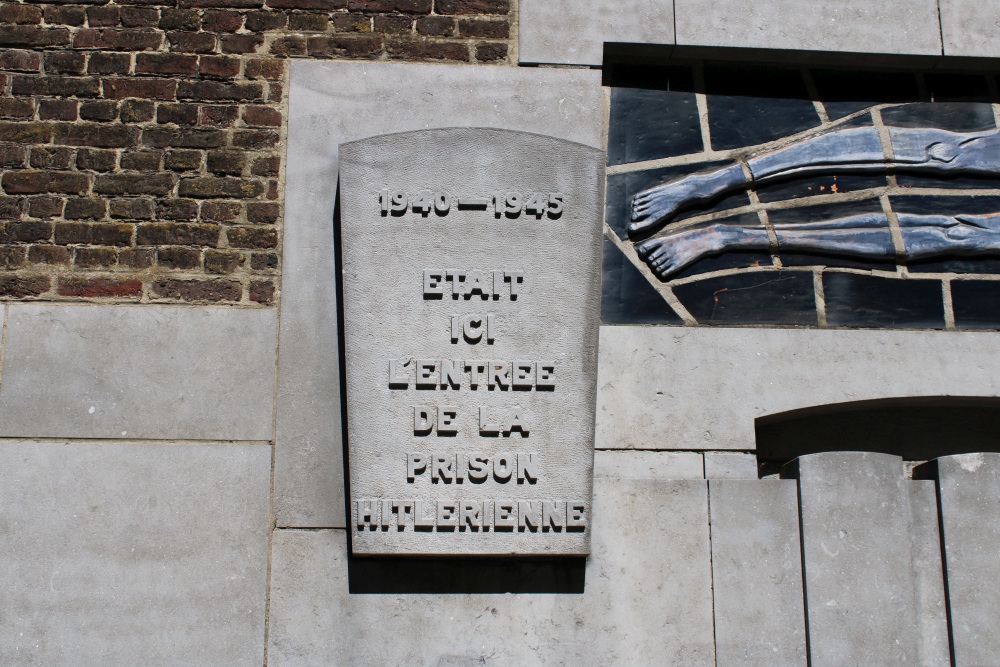 1940—1945
ETAIT
ICI
L'ENTREE
DE LA
PRISON
HITLERIENNE